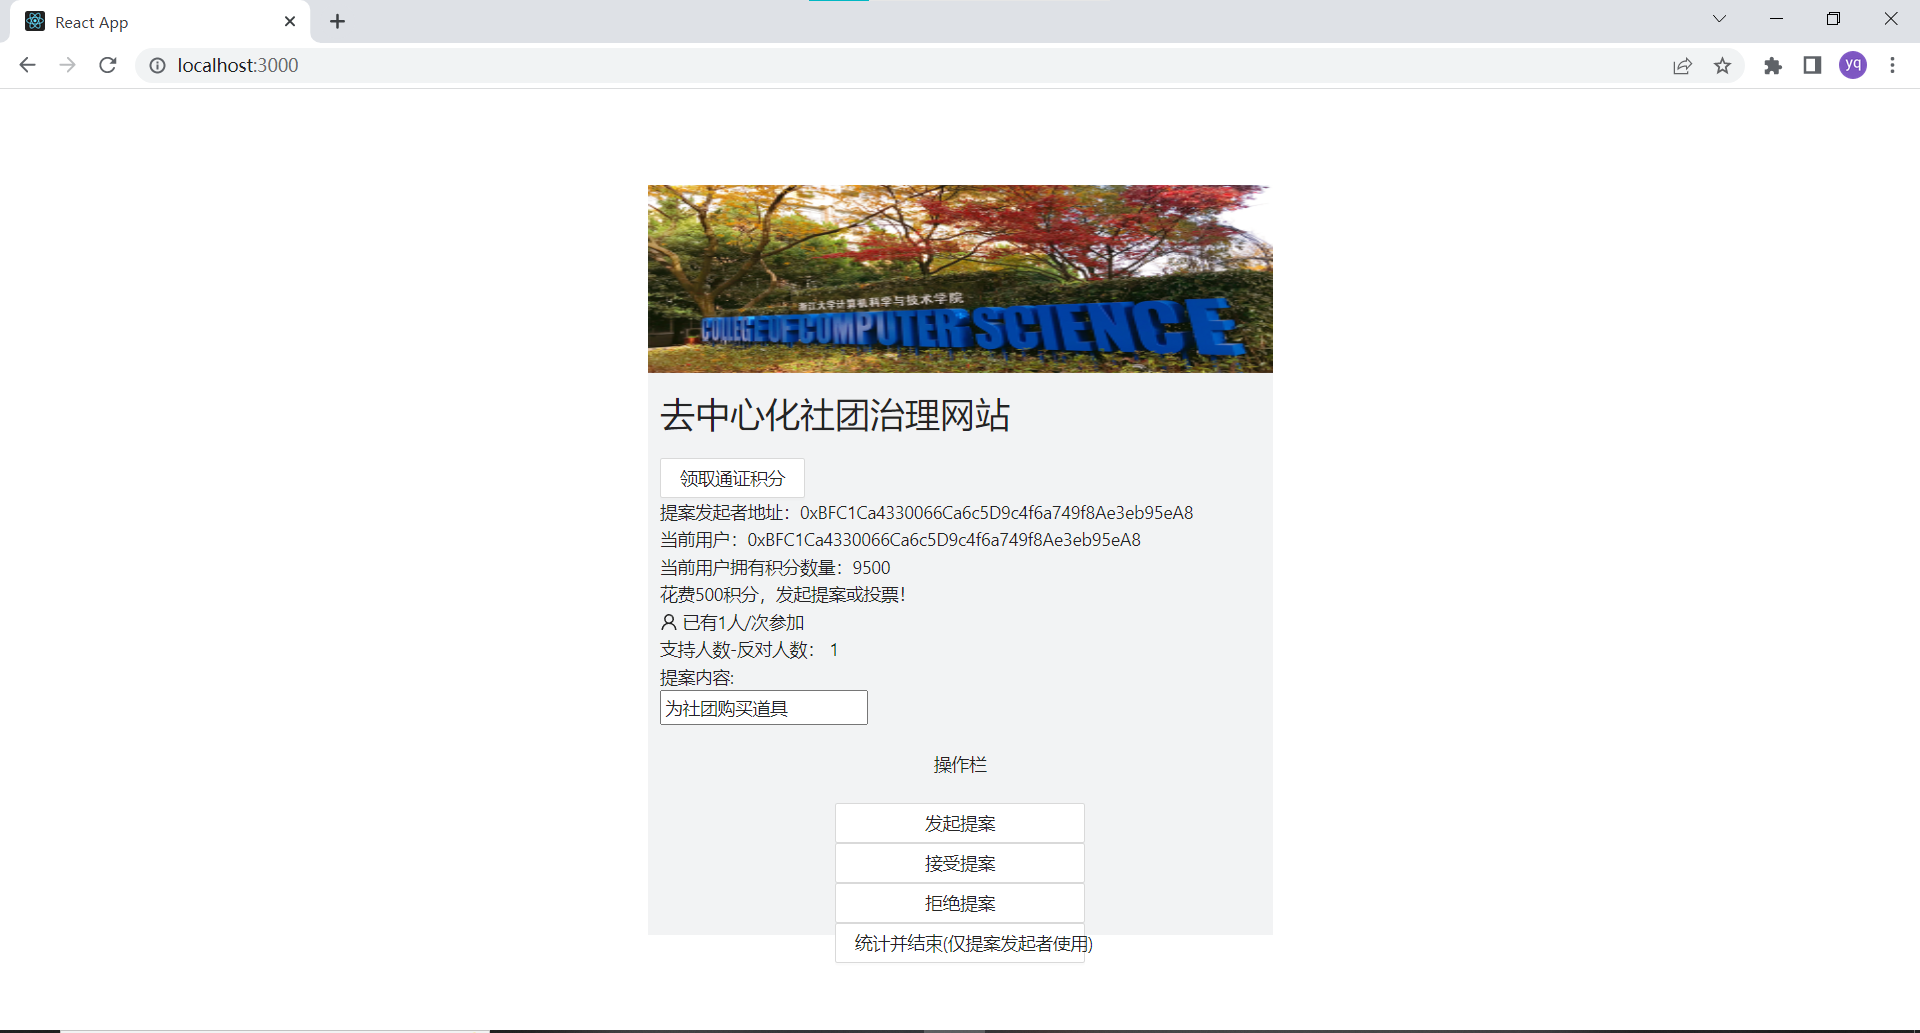 React App
localhost:3000
yq
浙江大学计算机科学与技术学院
COLLEGE OF COMPUTER SCIENCE
去中心化社团治理网站
领取通证积分
提案发起者地址：0xBFC1Ca4330066Ca6c5D9c4f6a749f8Ae3eb95eA8
当前用户：0xBFC1Ca4330066Ca6c5D9c4f6a749f8Ae3eb95eA8
当前用户拥有积分数量：9500
花费500积分，发起提案或投票！
已有1人/次参加
支持人数-反对人数： 1
提案内容:
为社团购买道具
操作栏
发起提案
接受提案
拒绝提案
统计并结束(仅提案发起者使用)